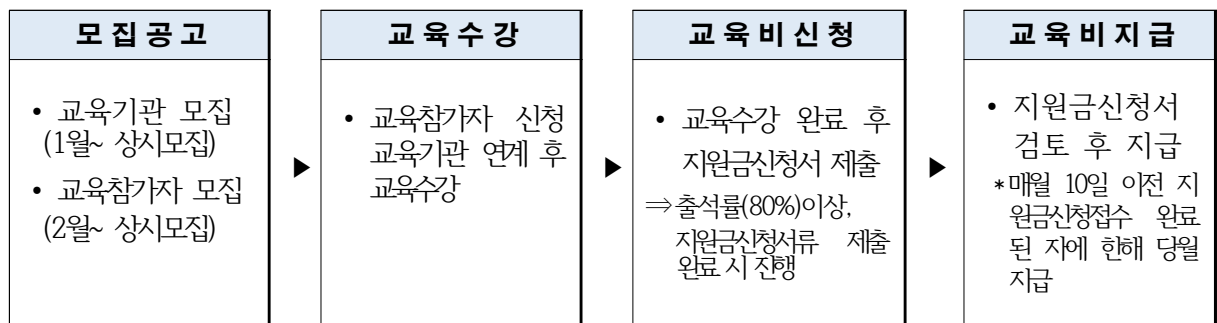 모집공고
• 교육기관 모집
(1월~ 상시모집)
• 교육참가자 모집
(2월~ 상시모집)
▶
교육수강
• 교육참가자 신청
교육기관 연계 후
교육수강
▶
교육비신청
• 교육수강 완료 후
지원금신청서 제출
⇒출석률(80%)이상,
지원금신청서류 제출
완료 시 진행
▶
교육비지급
• 지원금신청서
검토 후 지급
*매월 10일 이전 지
원금신청접수 완료
된 자에 한해 당월
지급